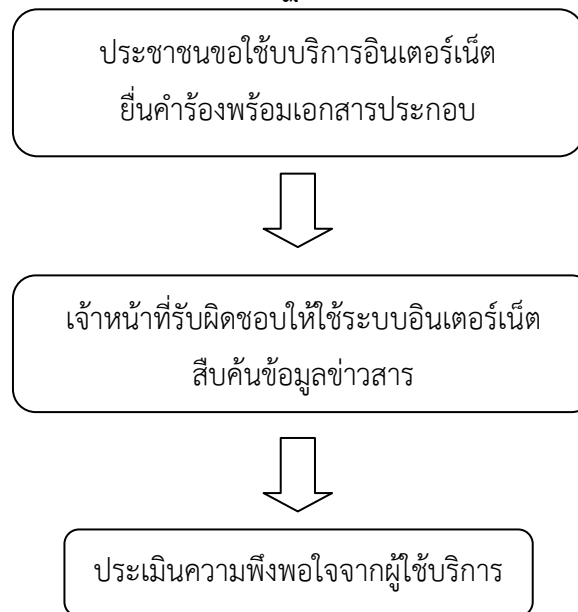 ประชาชนขอใช้บบริการอินเตอร์เน็ต
ยื่นคำร้องพร้อมเอกสารประกอบ
เจ้าหน้าที่รับผิดชอบให้ใช้ระบบอินเตอร์เน็ต
สืบค้นข้อมูลข่าวสาร
ประเมินความพึงพอใจจากผู้ใช้บริการ